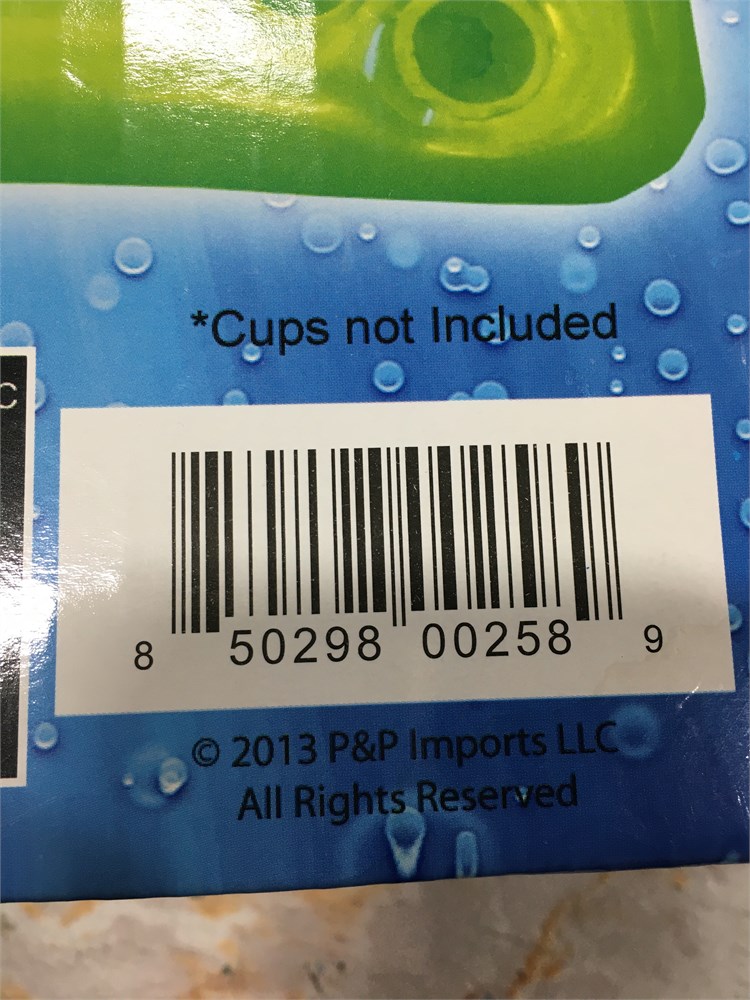 *Cups not Included
C
8 50298 00258 9
© 2013 P&P Imports LLC
All Rights Reserved